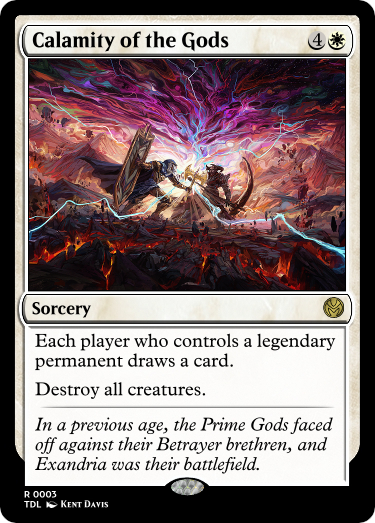 Calamity of the Gods 4
Sorcery
Each player who controls a legendary
permanent draws a card.
Destroy all creatures.
In a previous age, the Prime Gods faced
off against their Betrayer brethren, and
Exandria was their battlefield.
R 0003
TDL Kent Davis